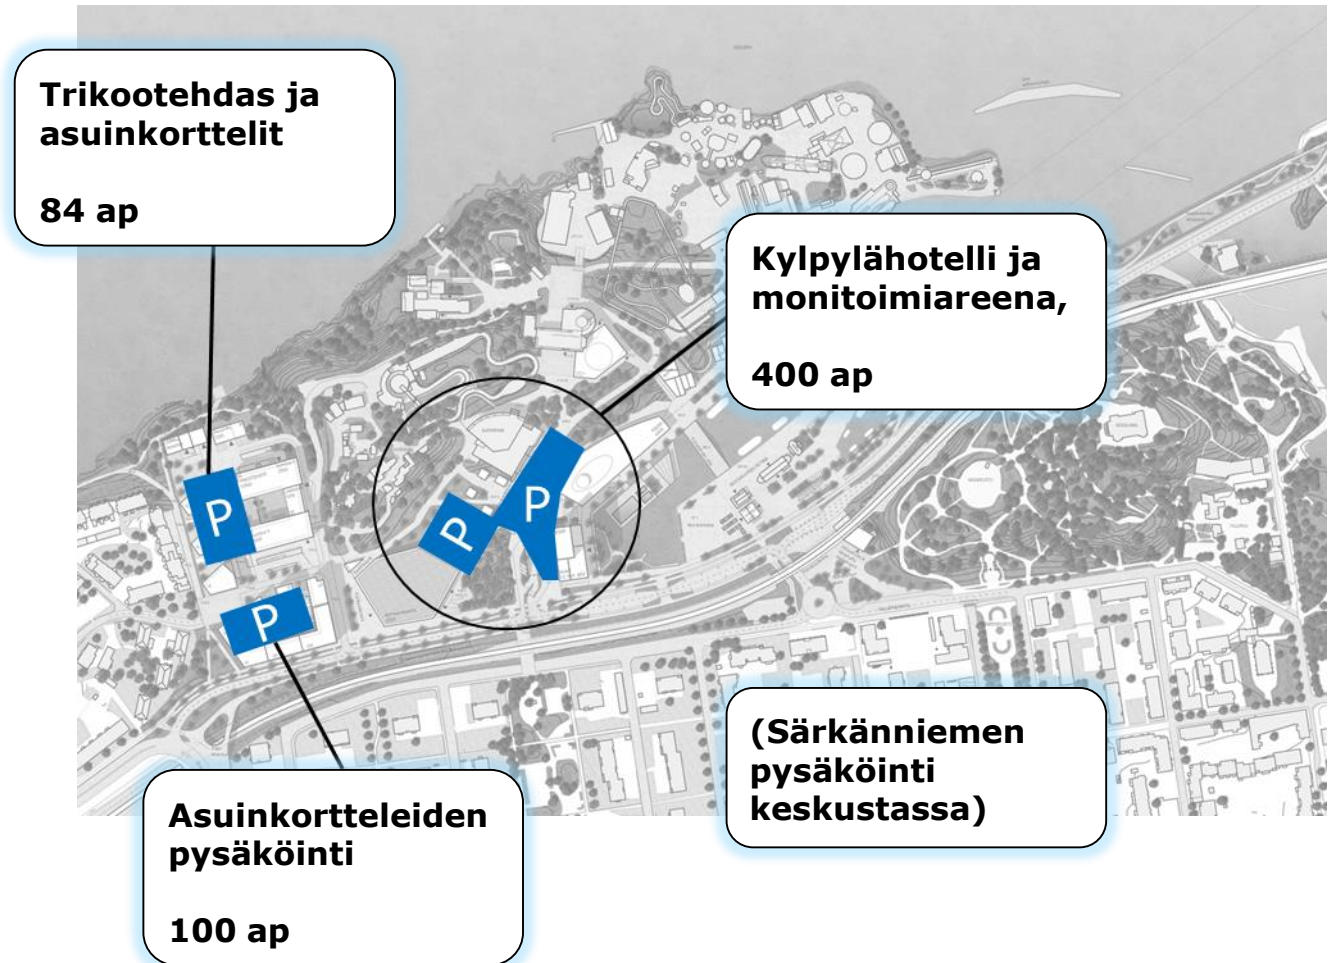 Trikootehdas ja
asuinkorttelit
84 ap
Kylpylähotelli ja
monitoimiareena,
400 ap
P
P
P
P
(Särkänniemen
pysäköinti
keskustassa)
Asuinkortteleiden
pysäköinti
100 ap